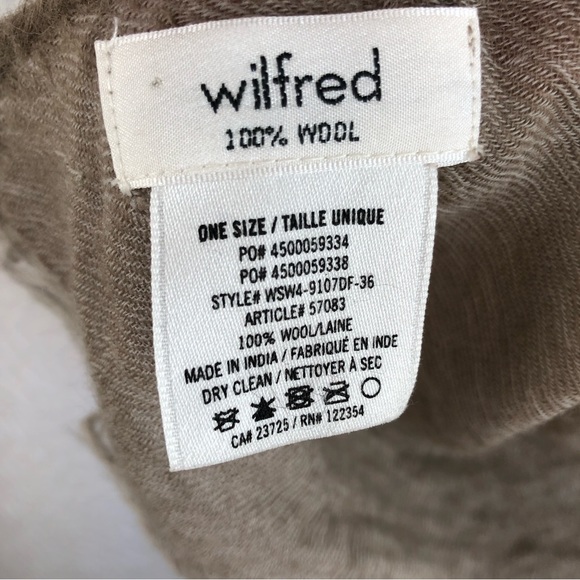 wilfred
100% WOOL
ONE SIZE / TAILLE UNIQUE
PO# 4500059334
PO# 4500059338
STYLE# WSW4-9107DF-36
ARTICLE# 57083
100% WOOL/LAINE
MADE IN INDIA / FABRIQUÉ EN INDE
DRY CLEAN / NETTOYER À SEC
CA# 23725 / RN# 122354